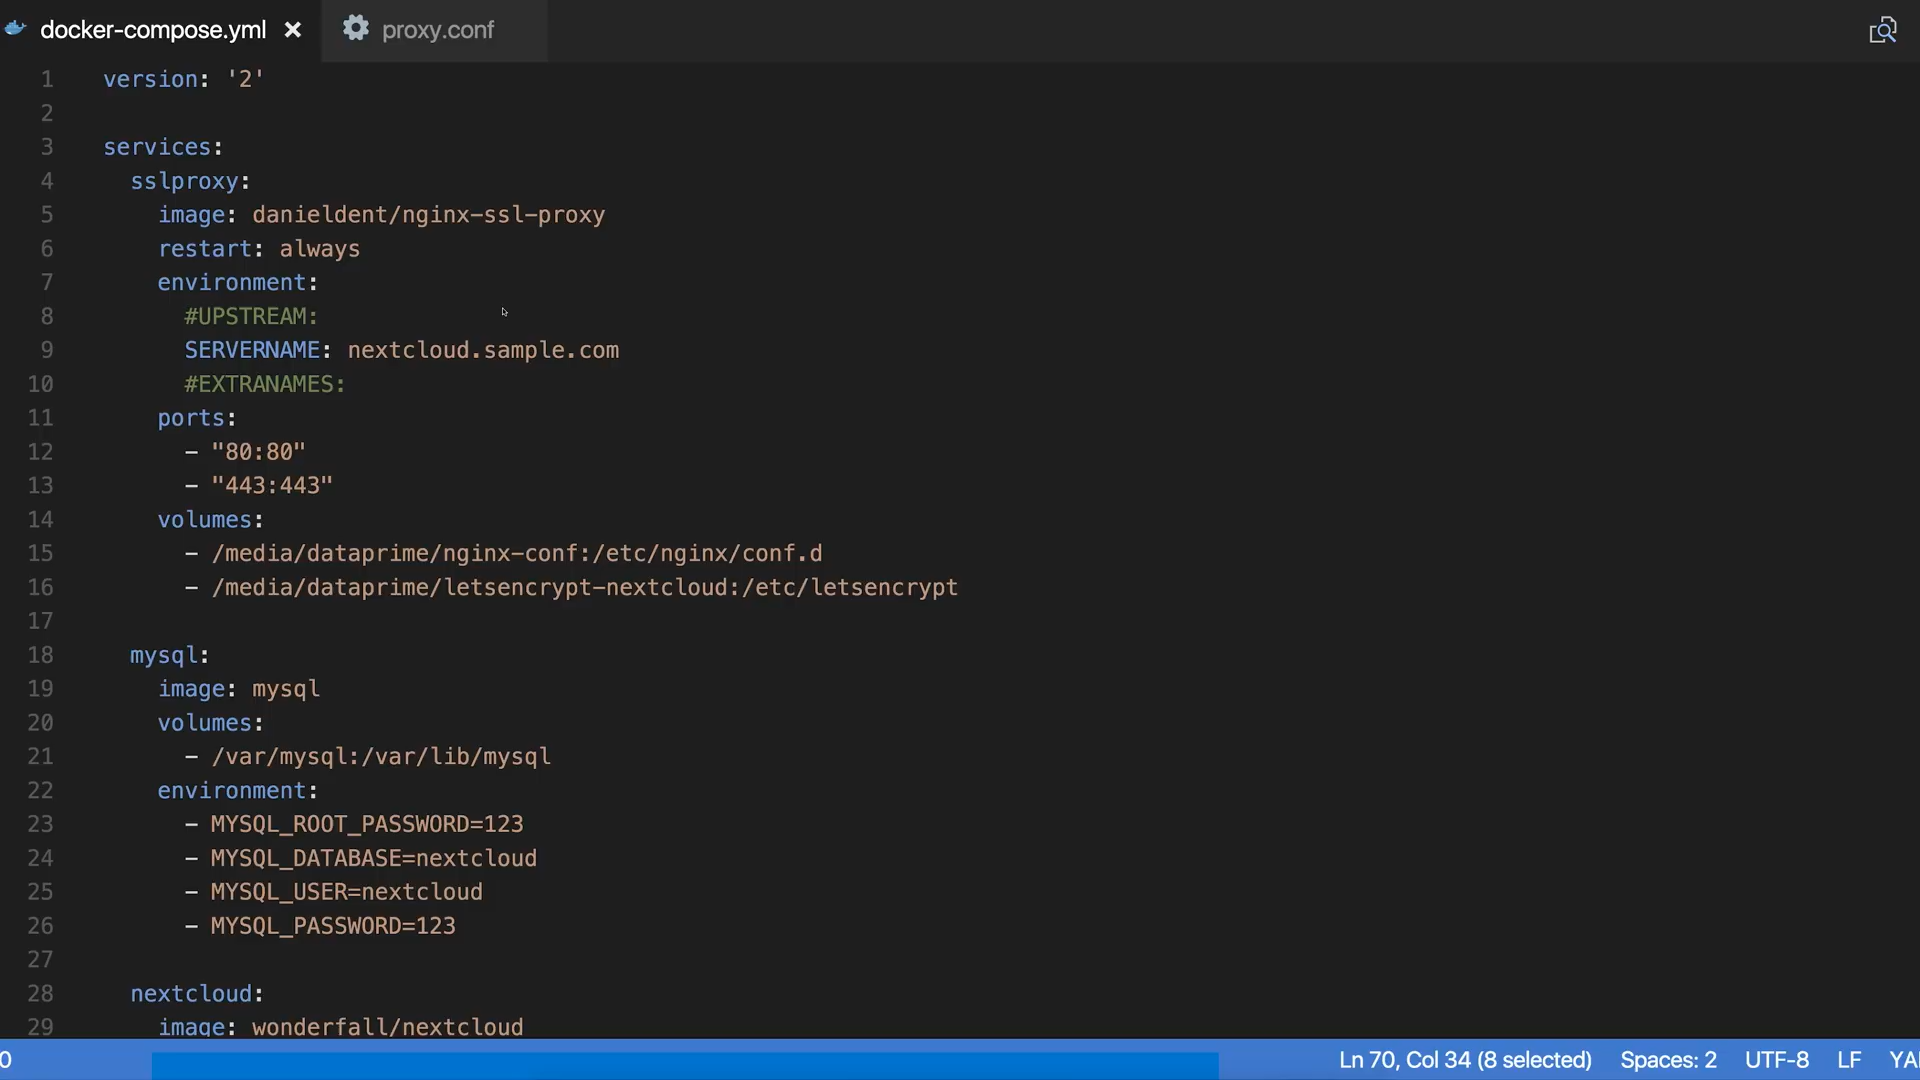 docker-compose.yml × proxy.conf
1 version: '2'
2
3 services:
4 sslproxy:
5 image: danieldent/nginx-ssl-proxy
6 restart: always
7 environment:
8 #UPSTREAM:
9 SERVERNAME: nextcloud.sample.com
10 #EXTRANAMES:
11 ports:
12 - "80:80"
13 - "443:443"
14 volumes:
15 - /media/dataprime/nginx-conf:/etc/nginx/conf.d
16 - /media/dataprime/letsencrypt-nextcloud:/etc/letsencrypt
17
18 mysql:
19 image: mysql
20 volumes:
21 - /var/mysql:/var/lib/mysql
22 environment:
23 - MYSQL_ROOT_PASSWORD=123
24 - MYSQL_DATABASE=nextcloud
25 - MYSQL_USER=nextcloud
26 - MYSQL_PASSWORD=123
27
28 nextcloud:
29 image: wonderfall/nextcloud
0 Ln 70, Col 34 (8 selected) Spaces: 2 UTF-8 LF YA